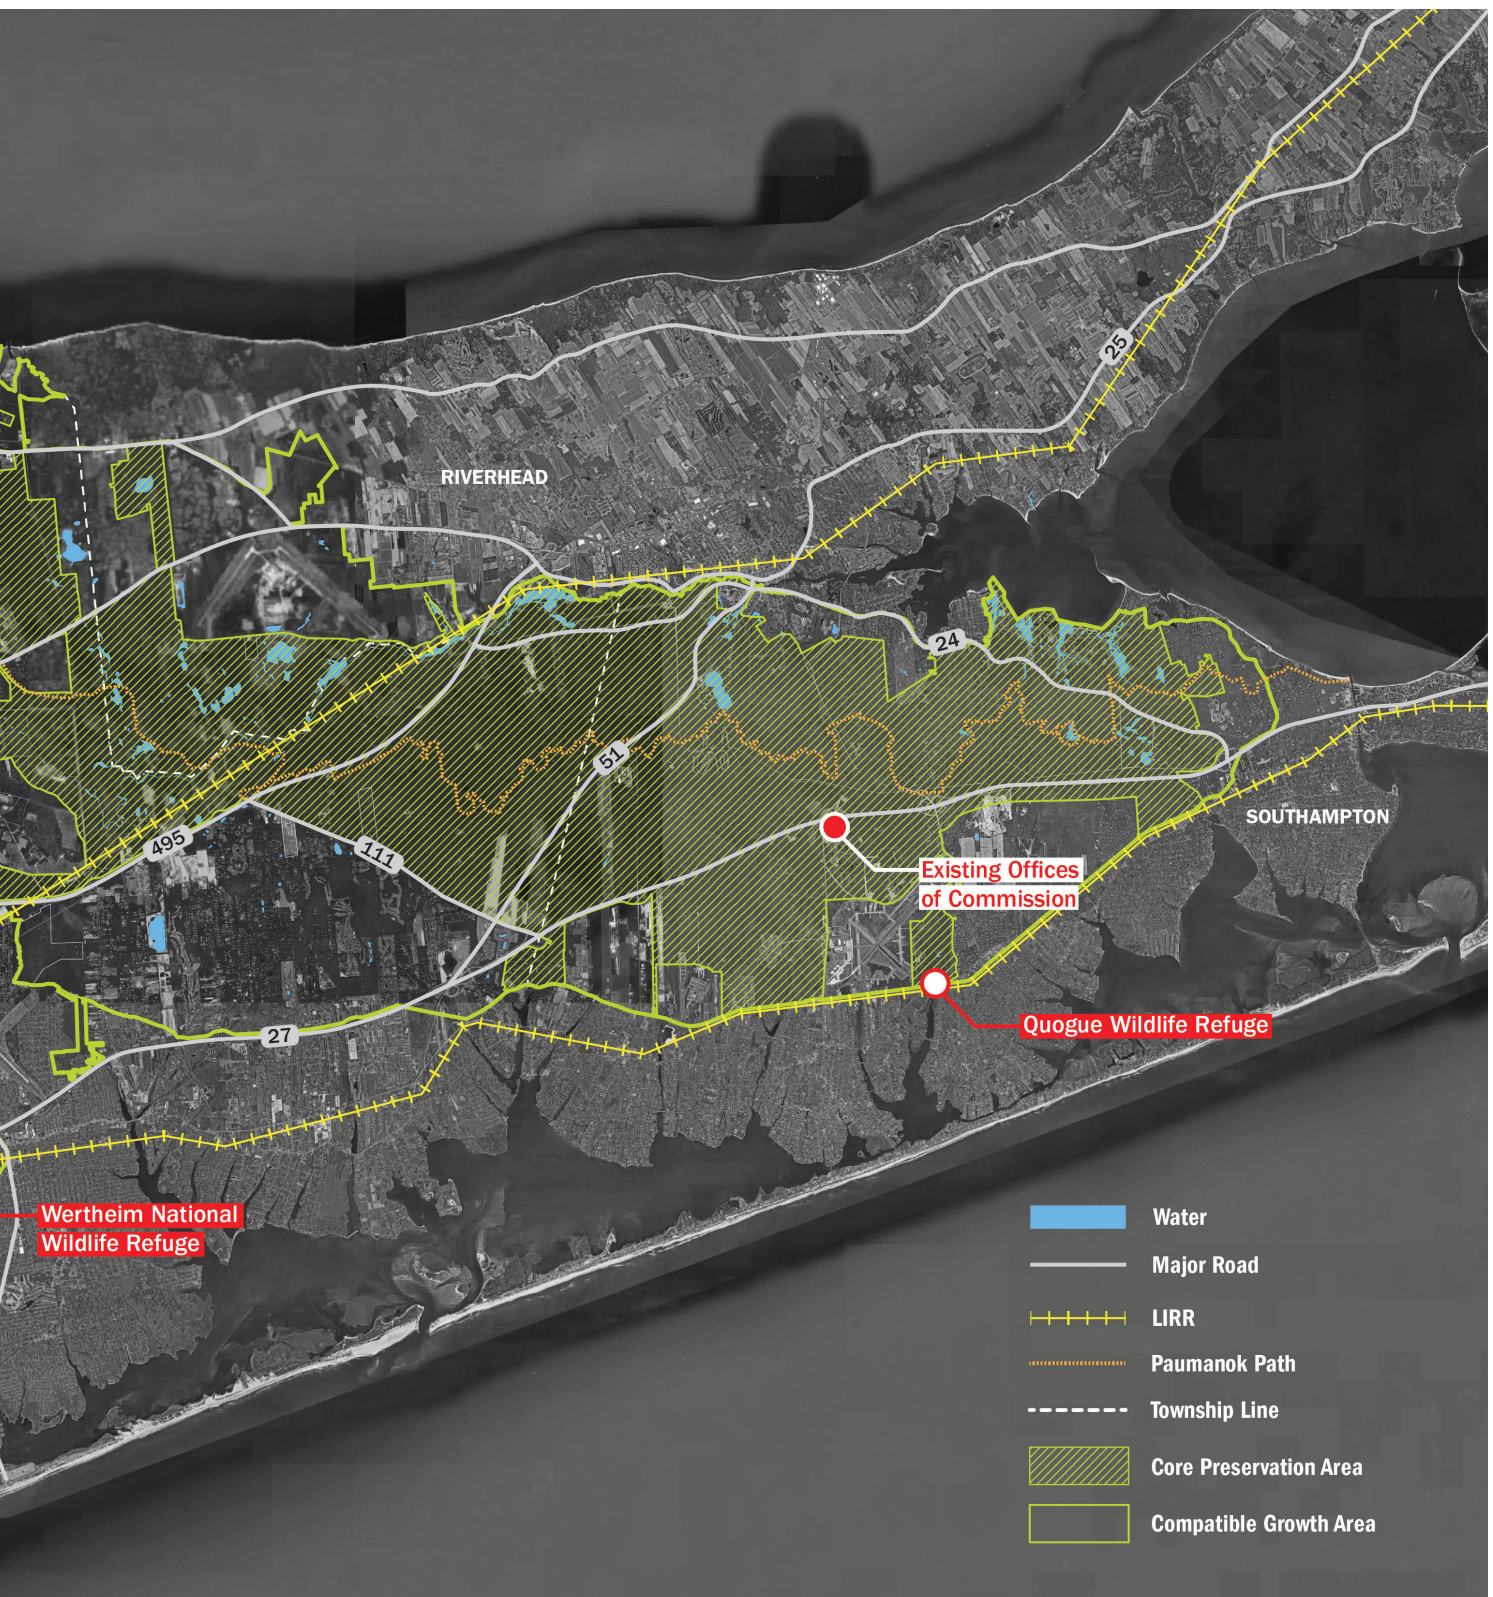 25
RIVERHEAD
24
51
SOUTHAMPTON
495
111
Existing Offices
of Commission
27
Quogue Wildlife Refuge
Wertheim National
Wildlife Refuge
Water
Major Road
LIRR
Paumanok Path
Township Line
Core Preservation Area
Compatible Growth Area